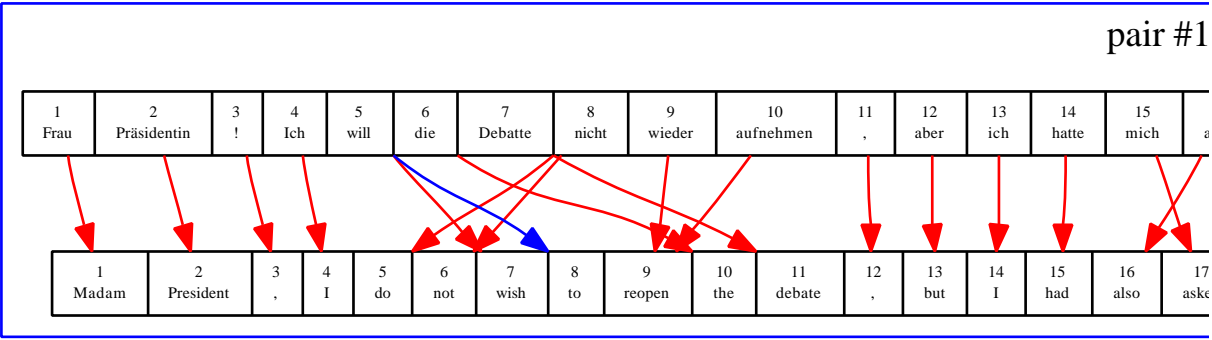 pair #1
1 2 3 4 5 6 7 8 9 10 11 12 13 14 15
Frau Präsidentin ! Ich will die Debatte nicht wieder aufnehmen , aber ich hatte mich
1 2 3 4 5 6 7 8 9 10 11 12 13 14 15 16 17
Madam President , I do not wish to reopen the debate , but I had also